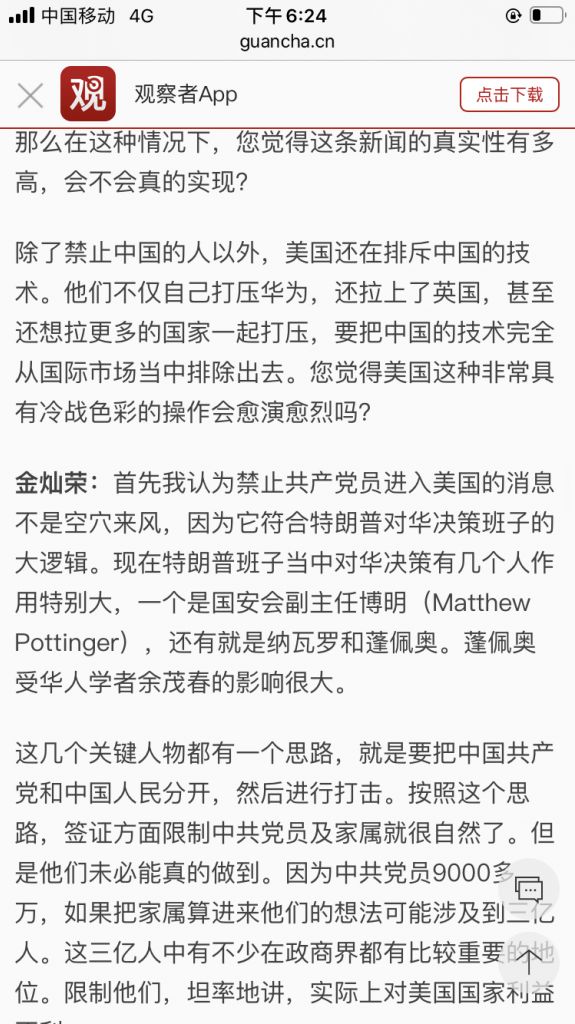 中国移动 4G 下午6:24
guancha.cn
观 观察者App 点击下载
那么在这种情况下，您觉得这条新闻的真实性有多
高，会不会真的实现？
除了禁止中国的人以外，美国还在排斥中国的技
术。他们不仅自己打压华为，还拉上了英国，甚至
还想拉更多的国家一起打压，要把中国的技术完全
从国际市场当中排除出去。您觉得美国这种非常具
有冷战色彩的操作会愈演愈烈吗？
金灿荣：首先我认为禁止共产党员进入美国的消息
不是空穴来风，因为它符合特朗普对华决策班子的
大逻辑。现在特朗普班子当中对华决策有几个人作
用特别大，一个是国安会副主任博明（Matthew
Pottinger），还有就是纳瓦罗和蓬佩奥。蓬佩奥
受华人学者余茂春的影响很大。
这几个关键人物都有一个思路，就是要把中国共产
党和中国人民分开，然后进行打击。按照这个思
路，签证方面限制中共党员及家属就很自然了。但
是他们未必能真的做到。因为中共党员9000多
万，如果把家属算进来他们的想法可能涉及到三亿
人。这三亿人中有不少在政商界都有比较重要的地
位。限制他们，坦率地讲，实际上对美国国家利益